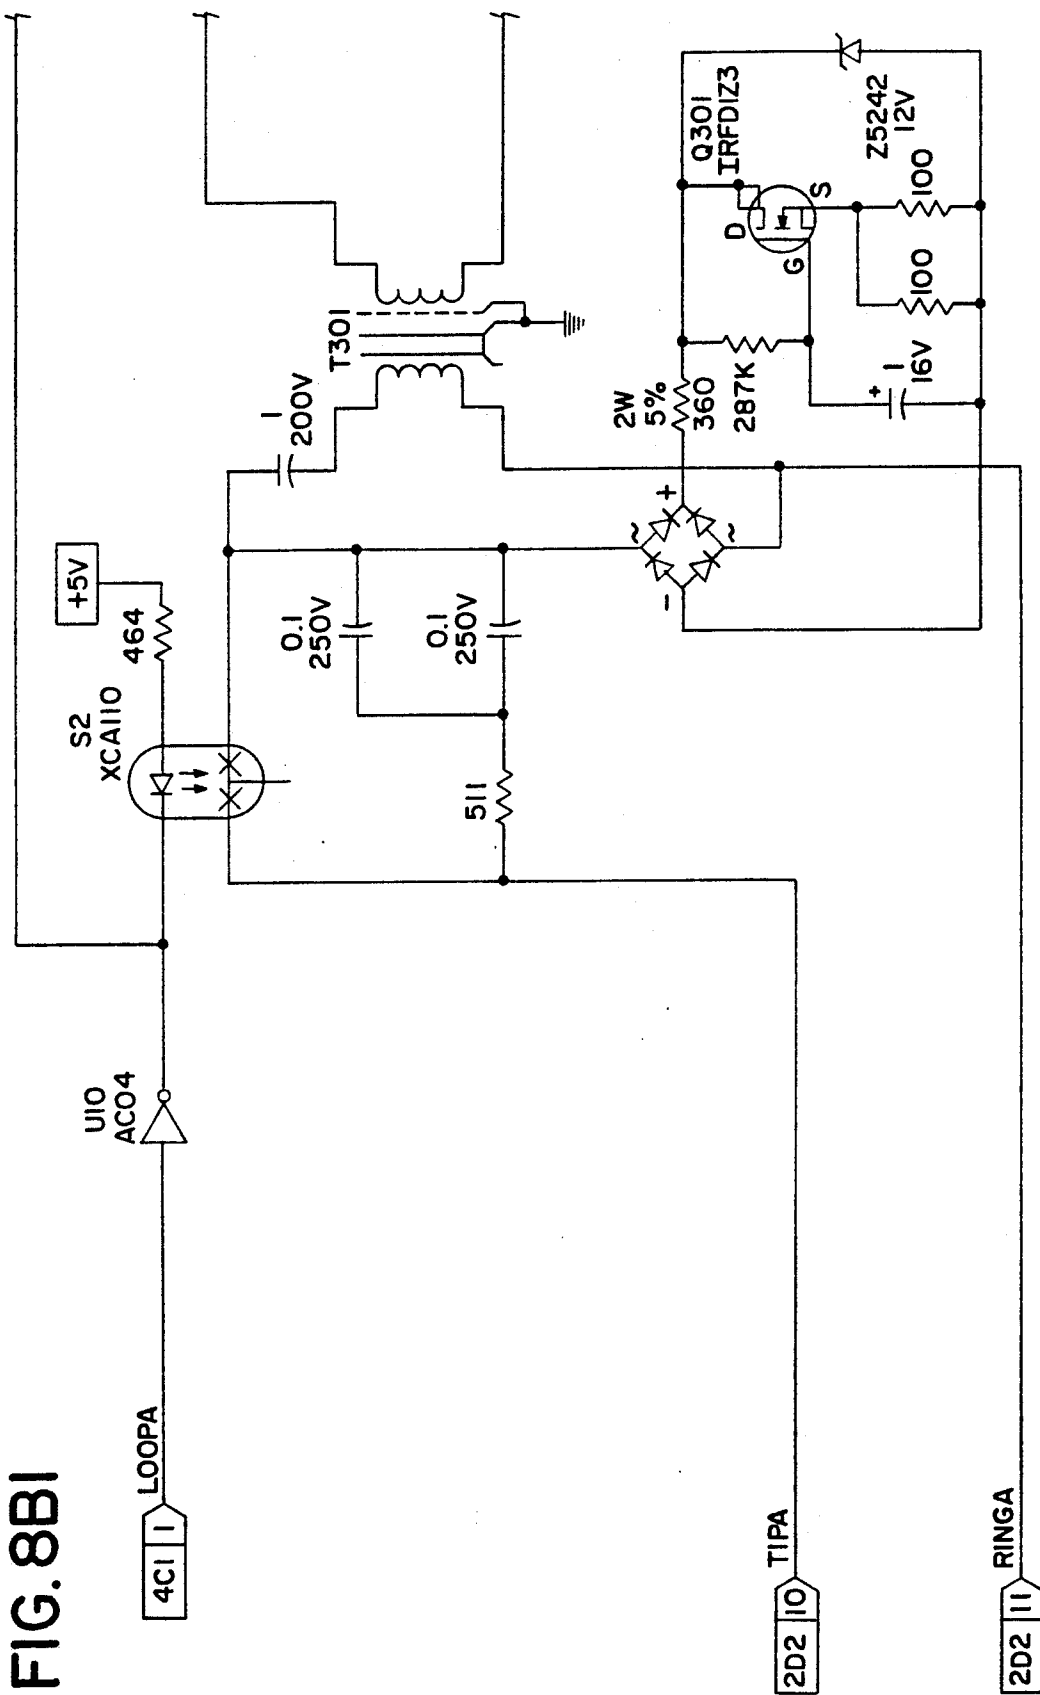 FIG. 8B1
4C1 1
LOOPA
U10
AC04
S2
XCA110
464
+5V
1
200V
T301
0.1
250V
0.1
250V
511
2W
5%
360
287K
+
-
~
~
+
1
16V
Q301
IRFD1Z3
D
G
S
100
100
Z5242
12V
2D2 10
TIPA
2D2 11
RINGA